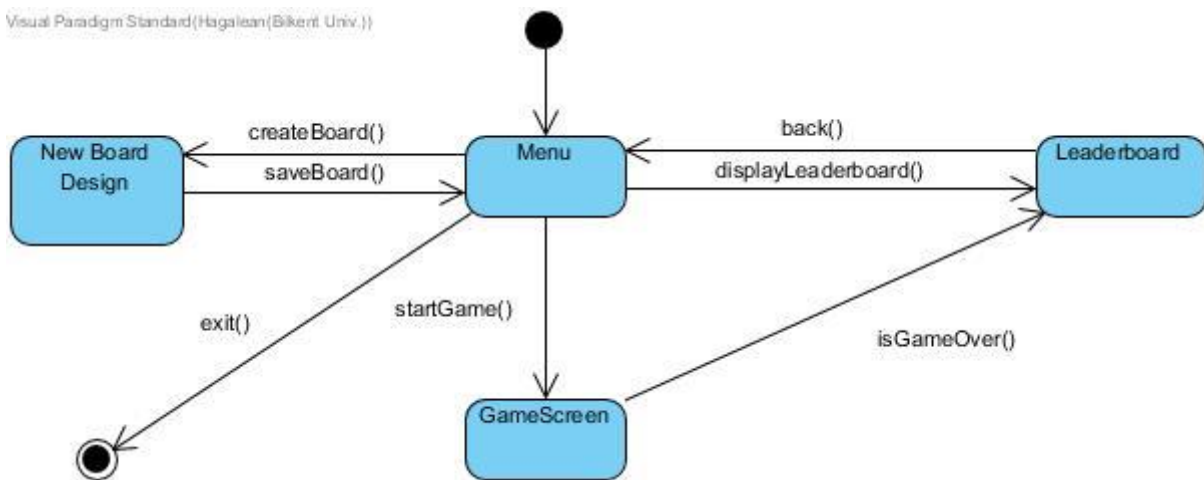 Visual Paradigm Standard(Hagalean(Bilkent Univ.))
createBoard()
back()
New Board
Design
Menu
Leaderboard
saveBoard()
displayLeaderboard()
exit()
startGame()
isGameOver()
GameScreen